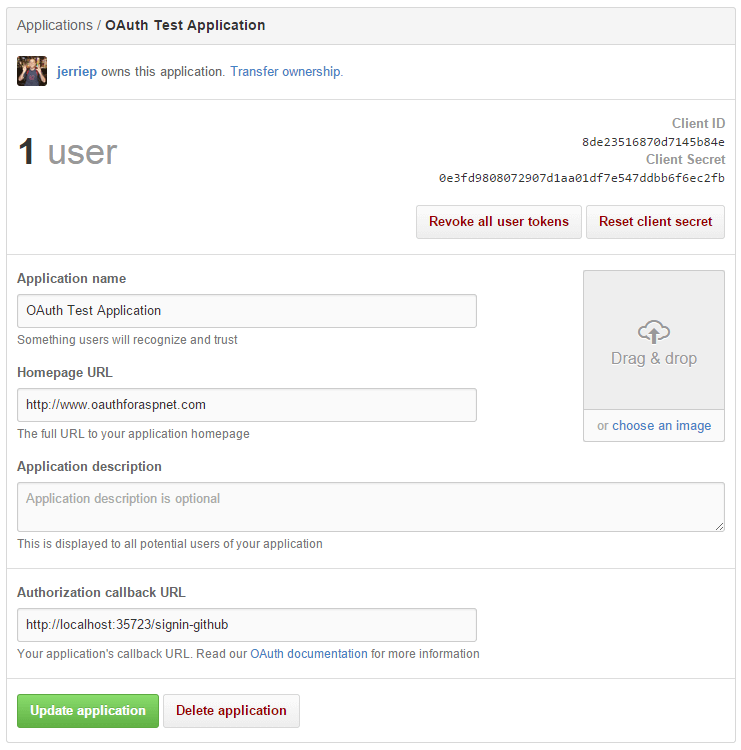 Applications / OAuth Test Application
jerriep owns this application. Transfer ownership.
1 user
Client ID
8de23516870d7145b84e
Client Secret
0e3fd9808072907d1aa01df7e547ddbb6f6ec2fb
Revoke all user tokens
Reset client secret
Application name
OAuth Test Application
Something users will recognize and trust
Homepage URL
http://www.oauthforaspnet.com
The full URL to your application homepage
Drag & drop
or choose an image
Application description
Application description is optional
This is displayed to all potential users of your application
Authorization callback URL
http://localhost:35723/signin-github
Your application's callback URL. Read our OAuth documentation for more information
Update application
Delete application